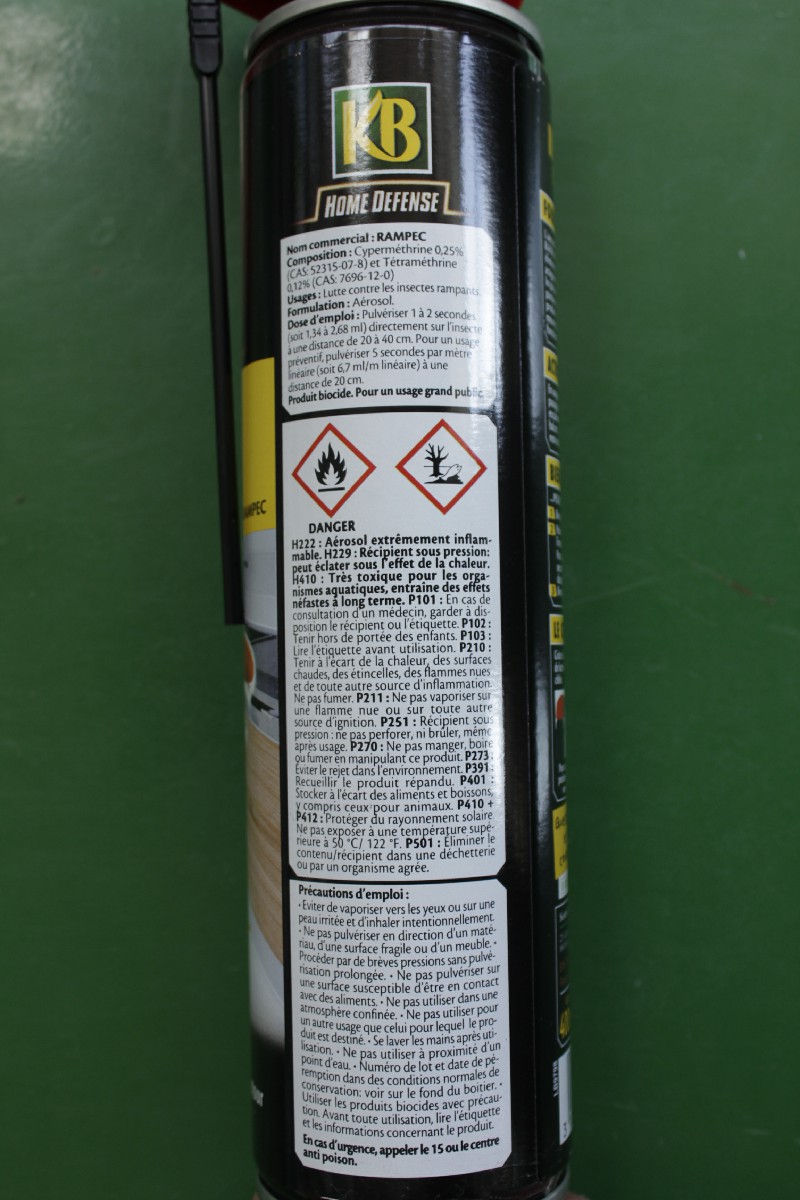 KB
HOME DEFENSE
Nom commercial : RAMPEC
Composition : Cyperméthrine 0,25%
(CAS: 52315-07-8) et Tétraméthrine
0,12% (CAS: 7696-12-0)
Usages : Lutte contre les insectes rampants.
Formulation : Aérosol.
Dose d'emploi : Pulvériser 1 à 2 secondes
(soit 1,34 à 2,68 ml) directement sur l'insecte
à une distance de 20 à 40 cm. Pour un usage
préventif, pulvériser 5 secondes par mètre
linéaire (soit 6,7 ml/m linéaire) à une
distance de 20 cm.
Produit biocide. Pour un usage grand public.
DANGER
H222 : Aérosol extrêmement inflam-
mable. H229 : Récipient sous pression:
peut éclater sous l'effet de la chaleur.
H410 : Très toxique pour les orga-
nismes aquatiques, entraîne des effets
néfastes à long terme. P101 : En cas de
consultation d'un médecin, garder à dis-
position le récipient ou l'étiquette. P102 :
Tenir hors de portée des enfants. P103 :
Lire l'étiquette avant utilisation. P210 :
Tenir à l'écart de la chaleur, des surfaces
chaudes, des étincelles, des flammes nues
et de toute autre source d'inflammation.
Ne pas fumer. P211 : Ne pas vaporiser sur
une flamme nue ou sur toute autre
source d'ignition. P251 : Récipient sous
pression : ne pas perforer, ni brûler, même
après usage. P270 : Ne pas manger, boire
ou fumer en manipulant ce produit. P273 :
Éviter le rejet dans l'environnement. P391 :
Recueillir le produit répandu. P401 :
Stocker à l'écart des aliments et boissons,
y compris ceux pour animaux. P410 +
P412 : Protéger du rayonnement solaire.
Ne pas exposer à une température supé-
rieure à 50 °C/ 122 °F. P501 : Éliminer le
contenu/récipient dans une déchetterie
ou par un organisme agrée.
Précautions d'emploi :
• Eviter de vaporiser vers les yeux ou sur une
peau irritée et d'inhaler intentionnellement.
• Ne pas pulvériser en direction d'un maté-
riau, d'une surface fragile ou d'un meuble. •
Procéder par de brèves pressions sans pulvé-
risation prolongée. • Ne pas pulvériser sur
une surface susceptible d'être en contact
avec des aliments. • Ne pas utiliser dans une
atmosphère confinée. • Ne pas utiliser pour
un autre usage que celui pour lequel le pro-
duit est destiné. • Se laver les mains après uti-
lisation. • Ne pas utiliser à proximité d'un
point d'eau. • Numéro de lot et date de pé-
remption dans des conditions normales de
conservation: voir sur le fond du boitier. •
Utiliser les produits biocides avec précau-
tion. Avant toute utilisation, lire l'étiquette
et les informations concernant le produit.
En cas d'urgence, appeler le 15 ou le centre
anti poison.